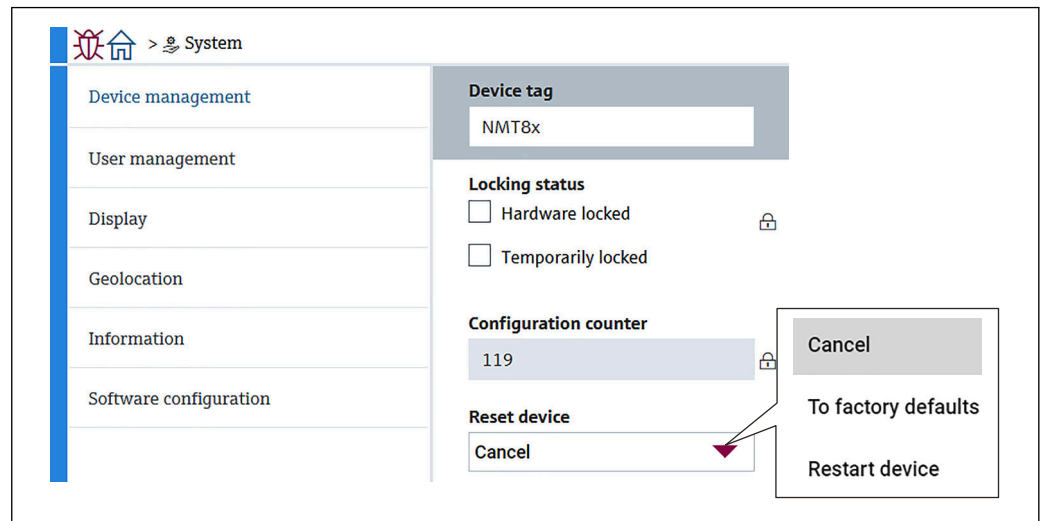 > System
Device management
User management
Display
Geolocation
Information
Software configuration
Device tag
NMT8x
Locking status
Hardware locked
Temporarily locked
Configuration counter
119
Reset device
Cancel
Cancel
To factory defaults
Restart device